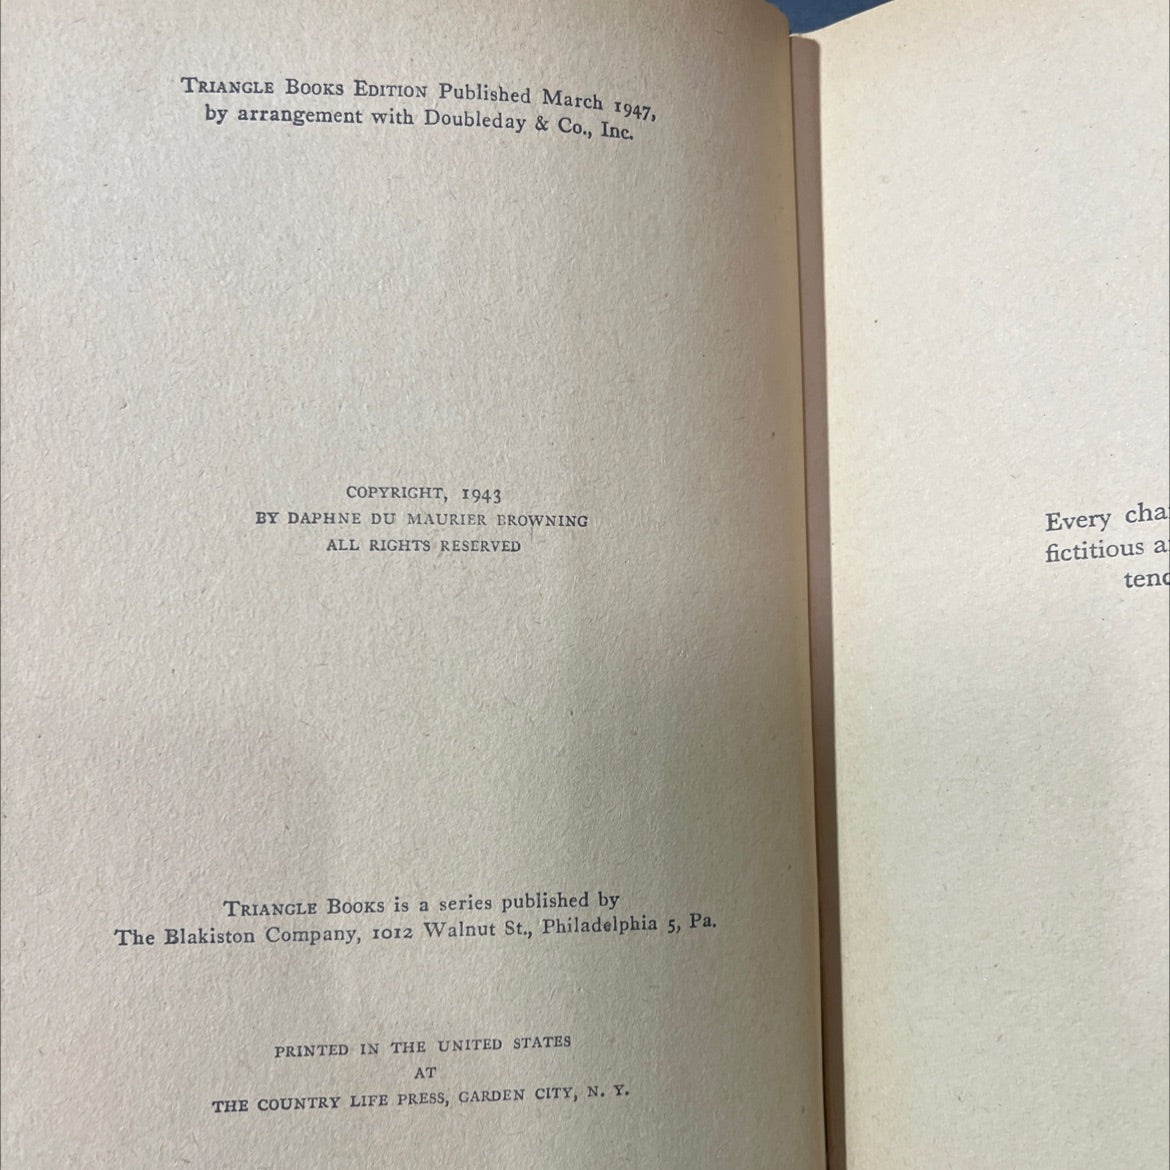 TRIANGLE BOOKS EDITION Published March 1947,
by arrangement with Doubleday & Co., Inc.
COPYRIGHT, 1943
BY DAPHNE DU MAURIER BROWNING
ALL RIGHTS RESERVED
TRIANGLE BOOKS is a series published by
The Blakiston Company, 1012 Walnut St., Philadelphia 5, Pa.
PRINTED IN THE UNITED STATES
AT
THE COUNTRY LIFE PRESS, GARDEN CITY, N. Y.
Every
fictitious